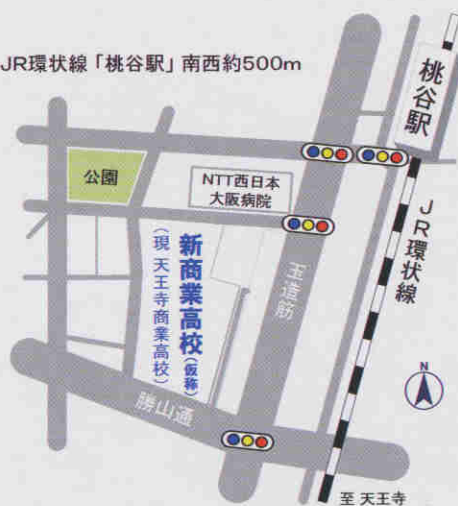 JR環状線「桃谷駅」南西約500m
桃谷駅
公園
NTT西日本
大阪病院
JR環状線
新商業高校(仮称)
(現 天王寺商業高校)
玉造筋
勝山通
N
至 天王寺